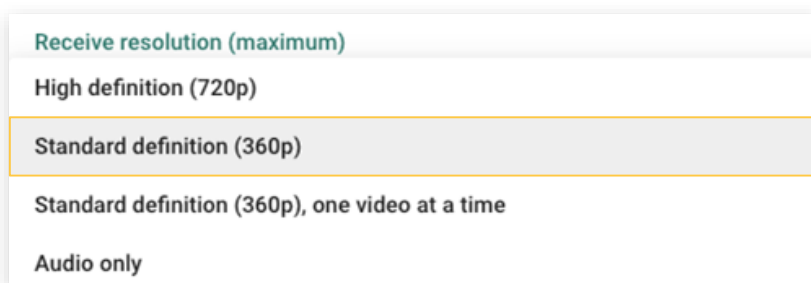 Receive resolution (maximum)
High definition (720p)
Standard definition (360p)
Standard definition (360p), one video at a time
Audio only